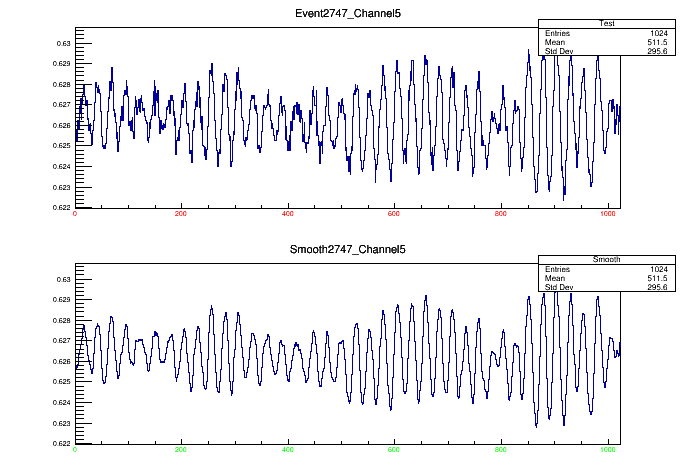 Event2747_Channel5
Test
Entries 1024
Mean 511.5
Std Dev 295.6
0.63
0.629
0.628
0.627
0.626
0.625
0.624
0.623
0.622
0 200 400 600 800 1000
Smooth2747_Channel5
Smooth
Entries 1024
Mean 511.5
Std Dev 295.6
0.63
0.629
0.628
0.627
0.626
0.625
0.624
0.623
0.622
0 200 400 600 800 1000